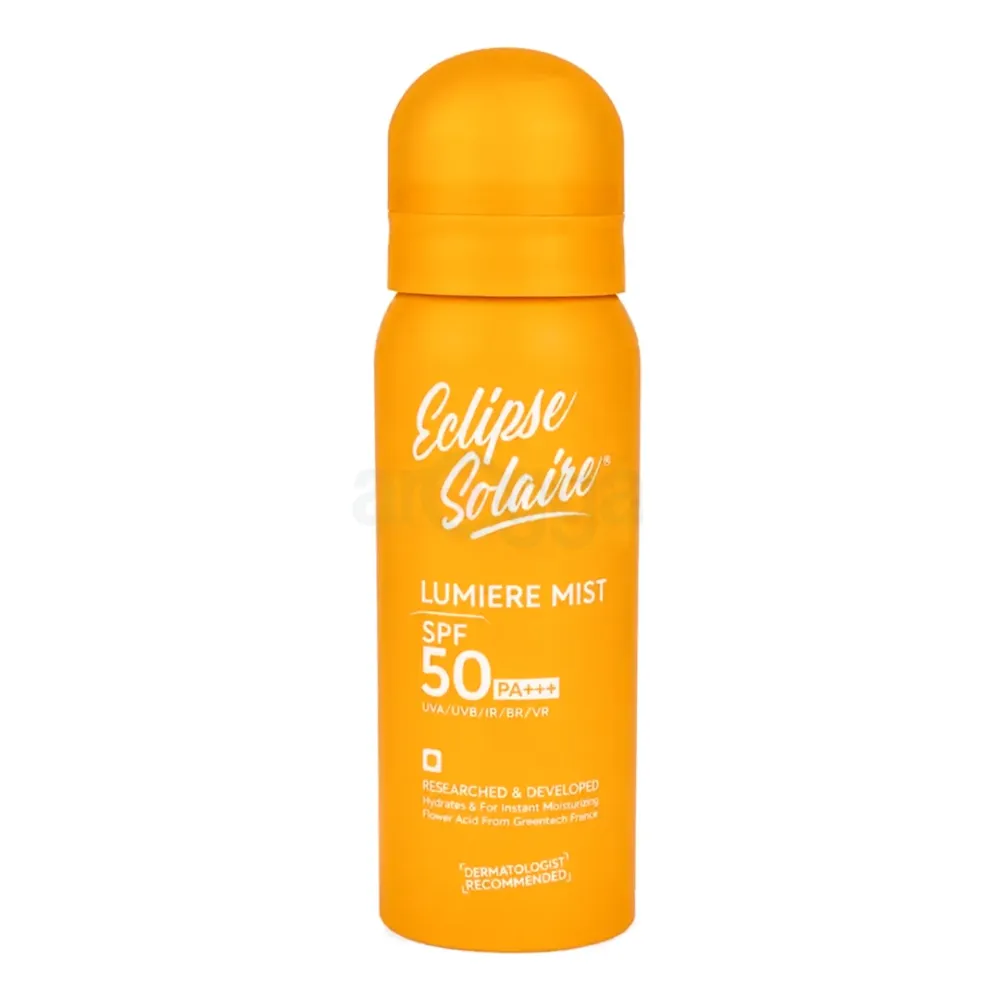 Eclipse
Solaire®
LUMIERE MIST
SPF
50 PA+++
UVA/UVB/IR/BR/VR
RESEARCHED & DEVELOPED
Hydrates & For Instant Moisturizing
Flower Acid From Greentech France
DERMATOLOGIST
RECOMMENDED